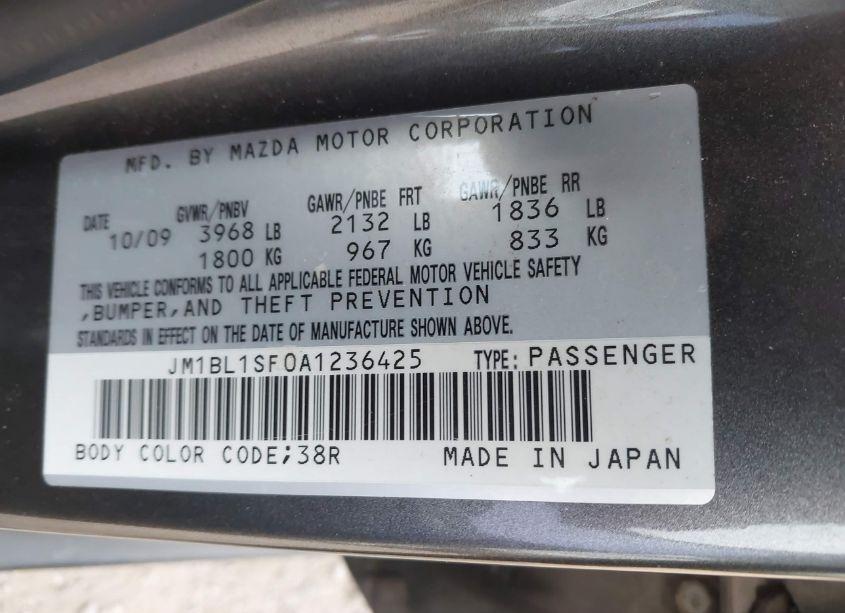 MFD. BY MAZDA MOTOR CORPORATION
DATE GVWR/PNBV GAWR/PNBE FRT GAWR/PNBE RR
10/09 3968 LB 2132 LB 1836 LB
1800 KG 967 KG 833 KG
THIS VEHICLE CONFORMS TO ALL APPLICABLE FEDERAL MOTOR VEHICLE SAFETY
,BUMPER,AND THEFT PREVENTION
STANDARDS IN EFFECT ON THE DATE OF MANUFACTURE SHOWN ABOVE.
JM1BL1SF0A1236425 TYPE: PASSENGER
BODY COLOR CODE;38R MADE IN JAPAN